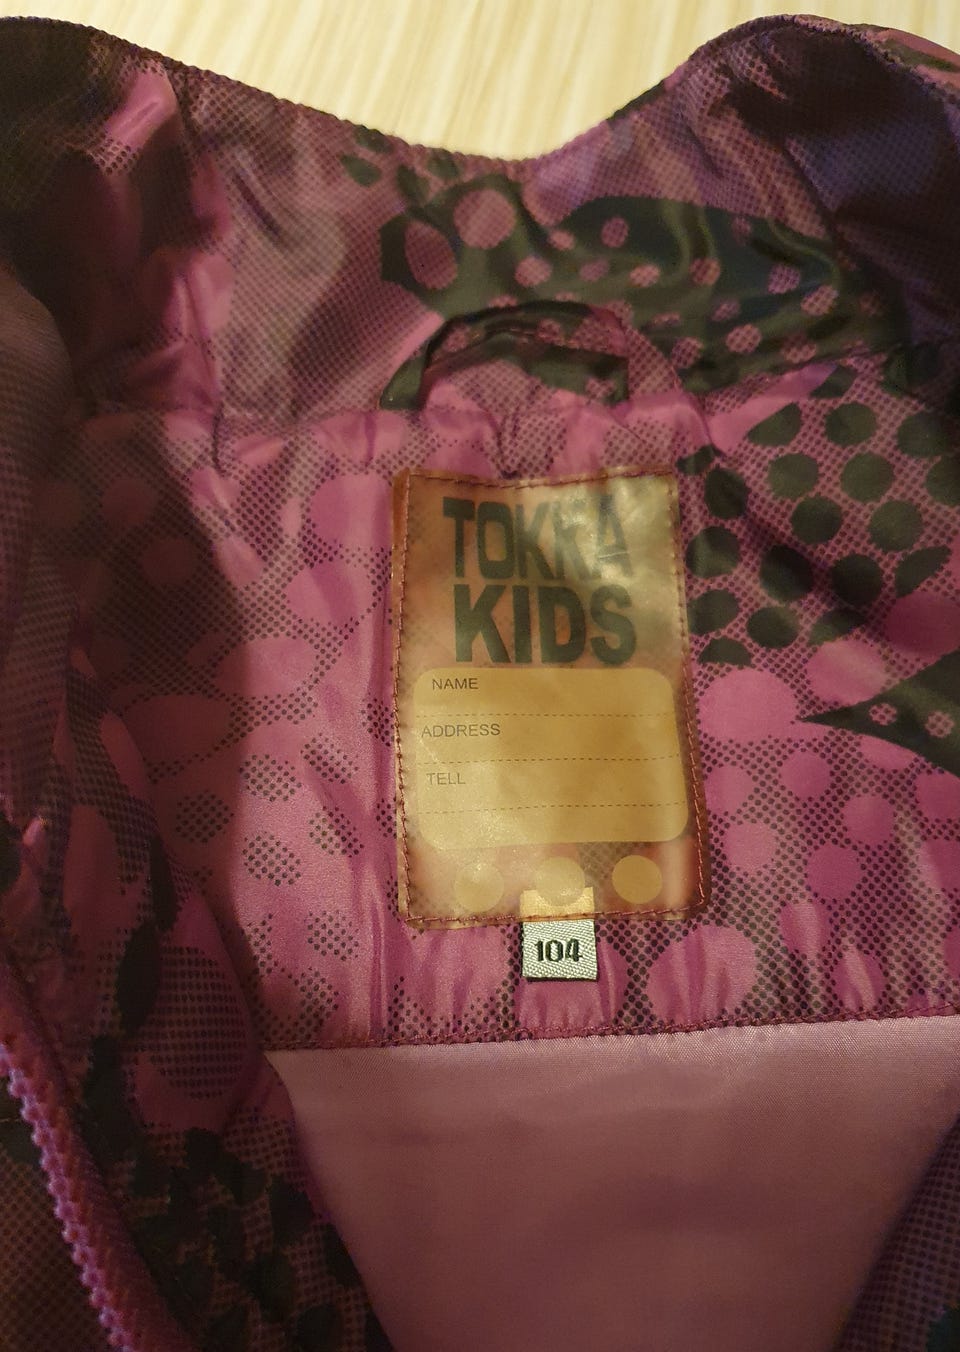 TOKKA
KIDS
NAME
ADDRESS
TELL
104